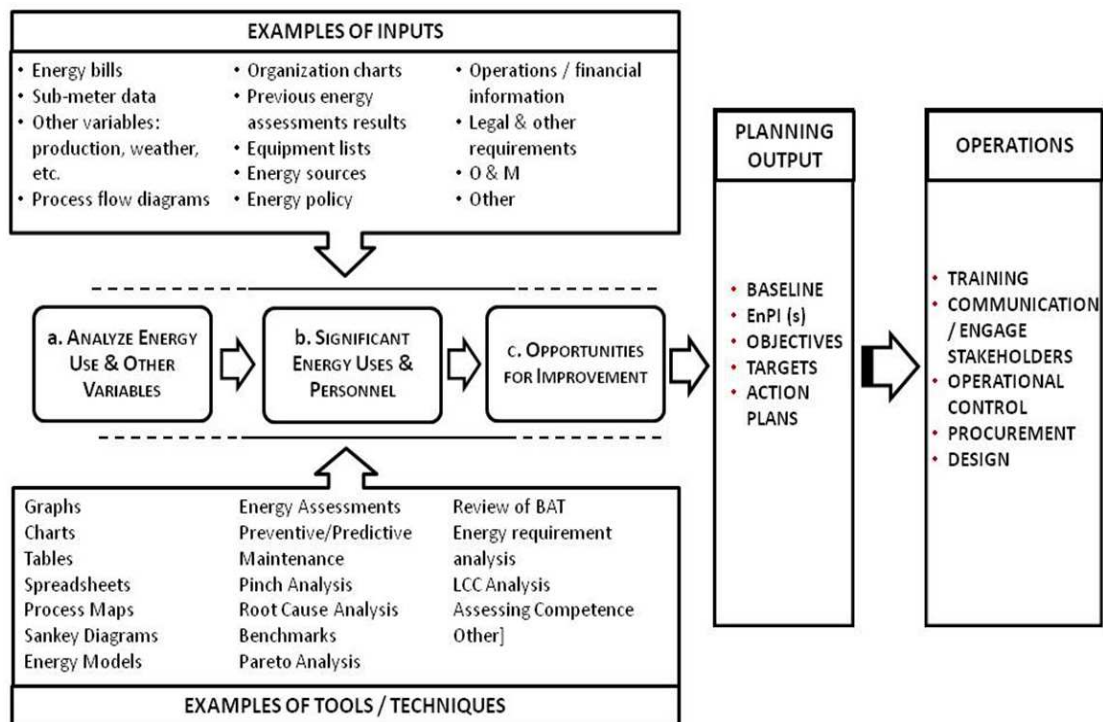 EXAMPLES OF INPUTS
• Energy bills
• Sub-meter data
• Other variables:
production, weather,
etc.
• Process flow diagrams
• Organization charts
• Previous energy
assessments results
• Equipment lists
• Energy sources
• Energy policy
• Operations / financial
information
• Legal & other
requirements
• O & M
• Other
a. ANALYZE ENERGY
USE & OTHER
VARIABLES
b. SIGNIFICANT
ENERGY USES &
PERSONNEL
c. OPPORTUNITIES
FOR IMPROVEMENT
PLANNING
OUTPUT
• BASELINE
• EnPI (s)
• OBJECTIVES
• TARGETS
• ACTION
PLANS
OPERATIONS
• TRAINING
• COMMUNICATION
/ ENGAGE
STAKEHOLDERS
• OPERATIONAL
CONTROL
• PROCUREMENT
• DESIGN
Graphs
Charts
Tables
Spreadsheets
Process Maps
Sankey Diagrams
Energy Models
Energy Assessments
Preventive/Predictive
Maintenance
Pinch Analysis
Root Cause Analysis
Benchmarks
Pareto Analysis
Review of BAT
Energy requirement
analysis
LCC Analysis
Assessing Competence
Other]
EXAMPLES OF TOOLS / TECHNIQUES